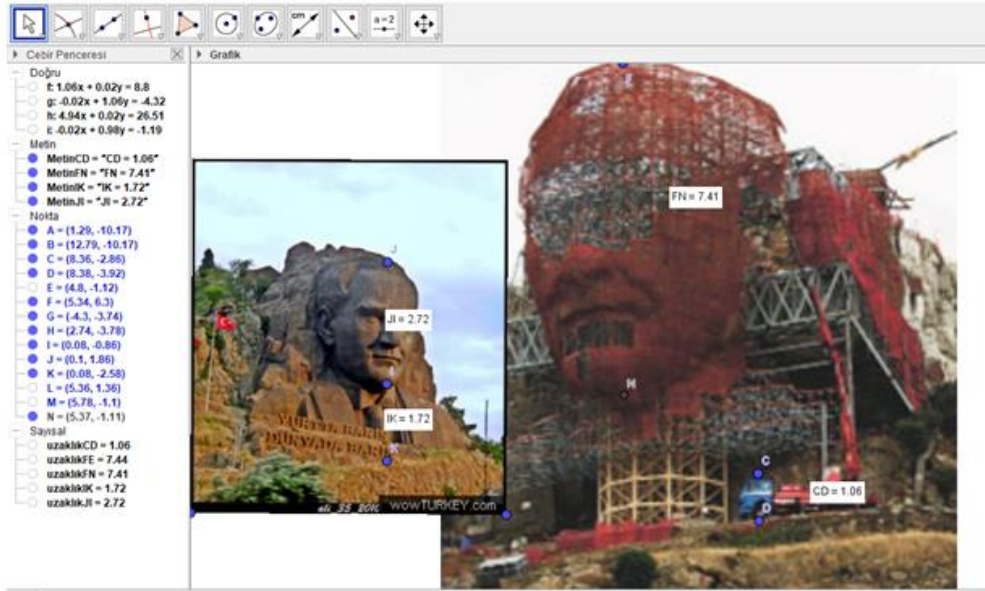 cm
a=2
Cebir Penceresi
Grafik
Doğru
f: 1.06x + 0.02y = 8.8
g: -0.02x + 1.06y = -4.32
h: 4.94x + 0.02y = 26.51
i: -0.02x + 0.98y = -1.19
Metin
MetinCD = "CD = 1.06"
MetinFN = "FN = 7.41"
MetinIK = "IK = 1.72"
MetinJI = "JI = 2.72"
Nokta
A = (1.29, -10.17)
B = (12.79, -10.17)
C = (8.36, -2.86)
D = (8.38, -3.92)
E = (4.8, -1.12)
F = (5.34, 6.3)
G = (-4.3, -3.74)
H = (2.74, -3.78)
I = (0.08, -0.86)
J = (0.1, 1.86)
K = (0.08, -2.58)
L = (5.36, 1.36)
M = (5.78, -1.1)
N = (5.37, -1.11)
Sayısal
uzaklıkCD = 1.06
uzaklıkFE = 7.44
uzaklıkFN = 7.41
uzaklıkIK = 1.72
uzaklıkJI = 2.72
F
FN = 7.41
J
JI = 2.72
I
IK = 1.72
YURTTA BARIŞ
DÜNYADA BARIŞ
K
wowTURKEY.com
N
C
CD = 1.06
D